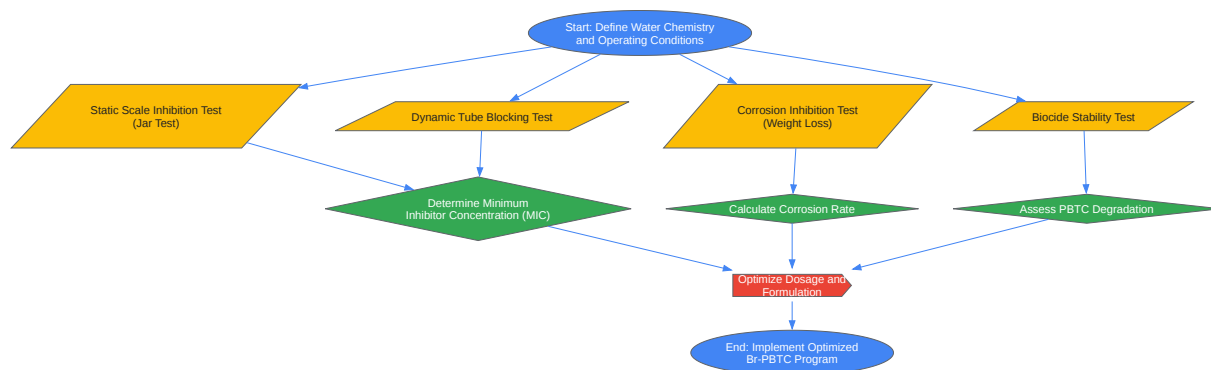 Start: Define Water Chemistry
and Operating Conditions
Static Scale Inhibition Test
(Jar Test)
Dynamic Tube Blocking Test
Corrosion Inhibition Test
(Weight Loss)
Biocide Stability Test
Determine Minimum
Inhibitor Concentration (MIC)
Calculate Corrosion Rate
Assess PBTC Degradation
Optimize Dosage and
Formulation
End: Implement Optimized
Br-PBTC Program